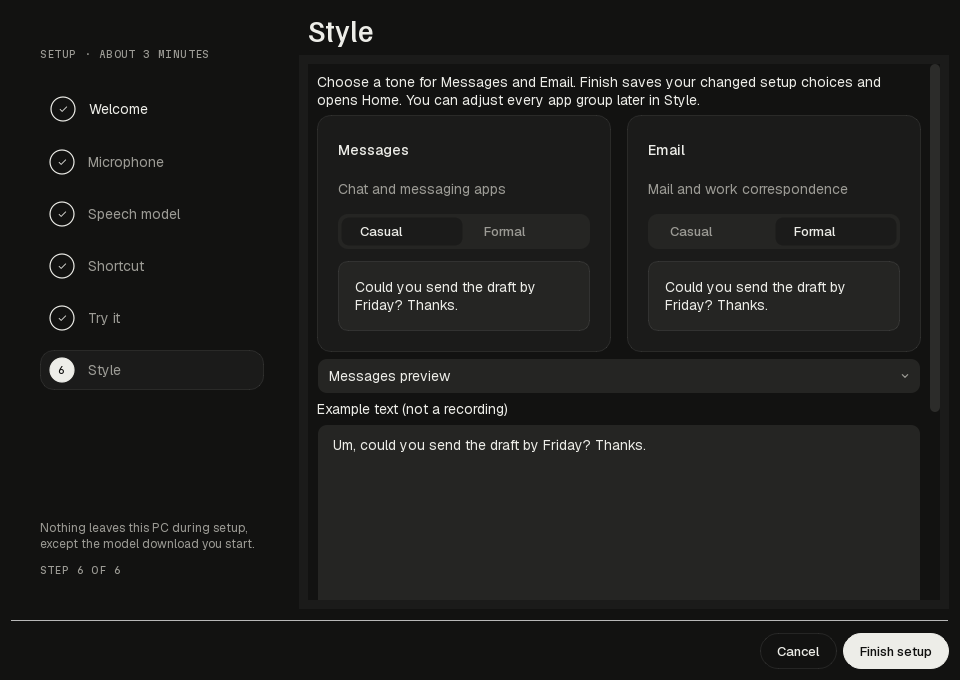 SETUP · ABOUT 3 MINUTES
Welcome
Microphone
Speech model
Shortcut
Try it
6
Style
Nothing leaves this PC during setup,
except the model download you start.
STEP 6 OF 6
Style
Choose a tone for Messages and Email. Finish saves your changed setup choices and
opens Home. You can adjust every app group later in Style.
Messages
Chat and messaging apps
Casual
Formal
Could you send the draft by
Friday? Thanks.
Email
Mail and work correspondence
Casual
Formal
Could you send the draft by
Friday? Thanks.
Messages preview
Example text (not a recording)
Um, could you send the draft by Friday? Thanks.
Cancel
Finish setup